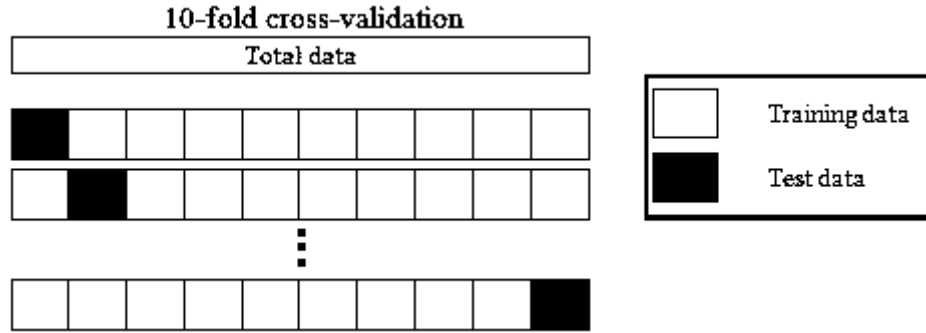 10-fold cross-validation
Total data
Training data
Test data